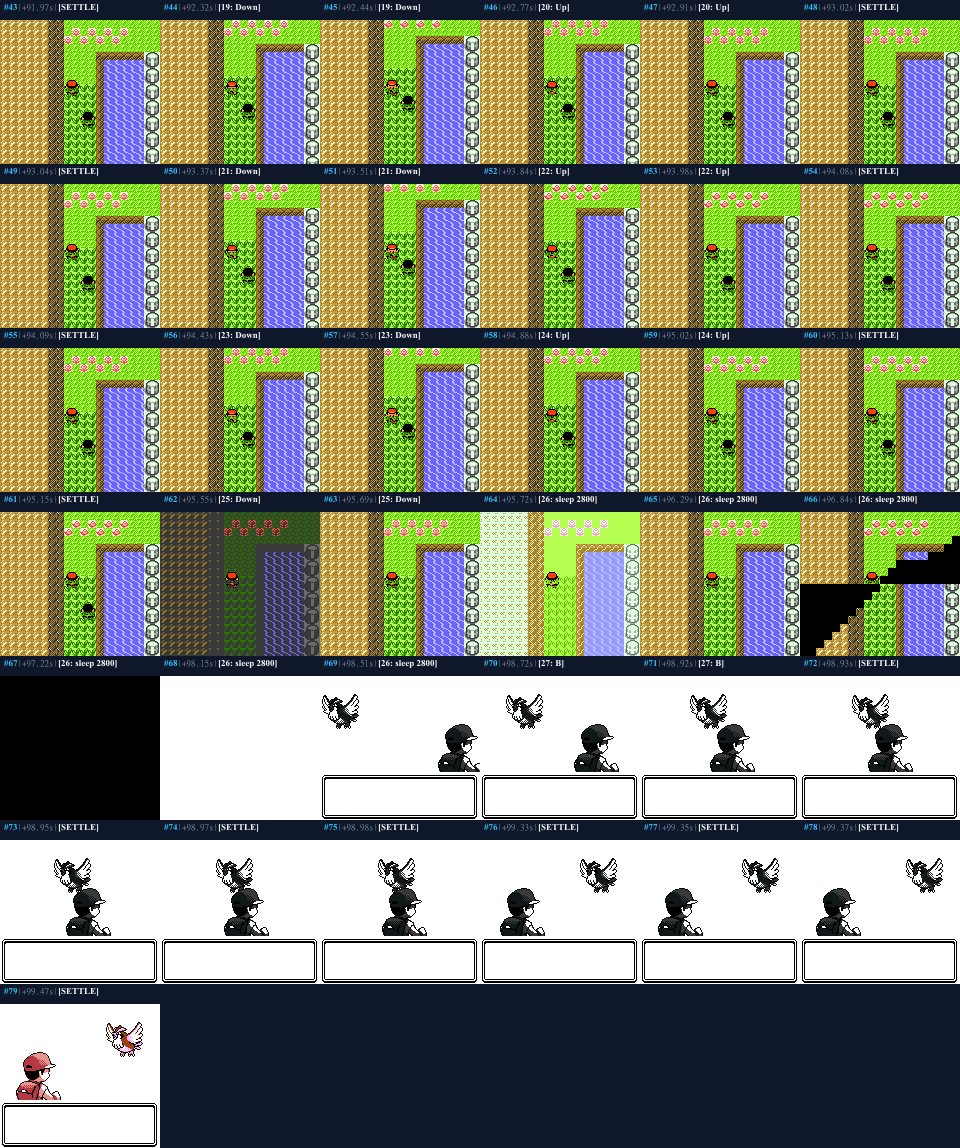 #43|+91.97s| [SETTLE] #44|+92.32s| [19: Down] #45|+92.44s| [19: Down] #46|+92.77s| [20: Up] #47|+92.91s| [20: Up] #48|+93.02s| [SETTLE]
#49|+93.04s| [SETTLE] #50|+93.37s| [21: Down] #51|+93.51s| [21: Down] #52|+93.84s| [22: Up] #53|+93.98s| [22: Up] #54|+94.08s| [SETTLE]
#55|+94.09s| [SETTLE] #56|+94.43s| [23: Down] #57|+94.55s| [23: Down] #58|+94.88s| [24: Up] #59|+95.02s| [24: Up] #60|+95.13s| [SETTLE]
#61|+95.15s| [SETTLE] #62|+95.55s| [25: Down] #63|+95.69s| [25: Down] #64|+95.72s| [26: sleep 2800] #65|+96.29s| [26: sleep 2800] #66|+96.84s| [26: sleep 2800]
#67|+97.22s| [26: sleep 2800] #68|+98.15s| [26: sleep 2800] #69|+98.51s| [26: sleep 2800] #70|+98.72s| [27: B] #71|+98.92s| [27: B] #72|+98.93s| [SETTLE]
#73|+98.95s| [SETTLE] #74|+98.97s| [SETTLE] #75|+98.98s| [SETTLE] #76|+99.33s| [SETTLE] #77|+99.35s| [SETTLE] #78|+99.37s| [SETTLE]
#79|+99.47s| [SETTLE]